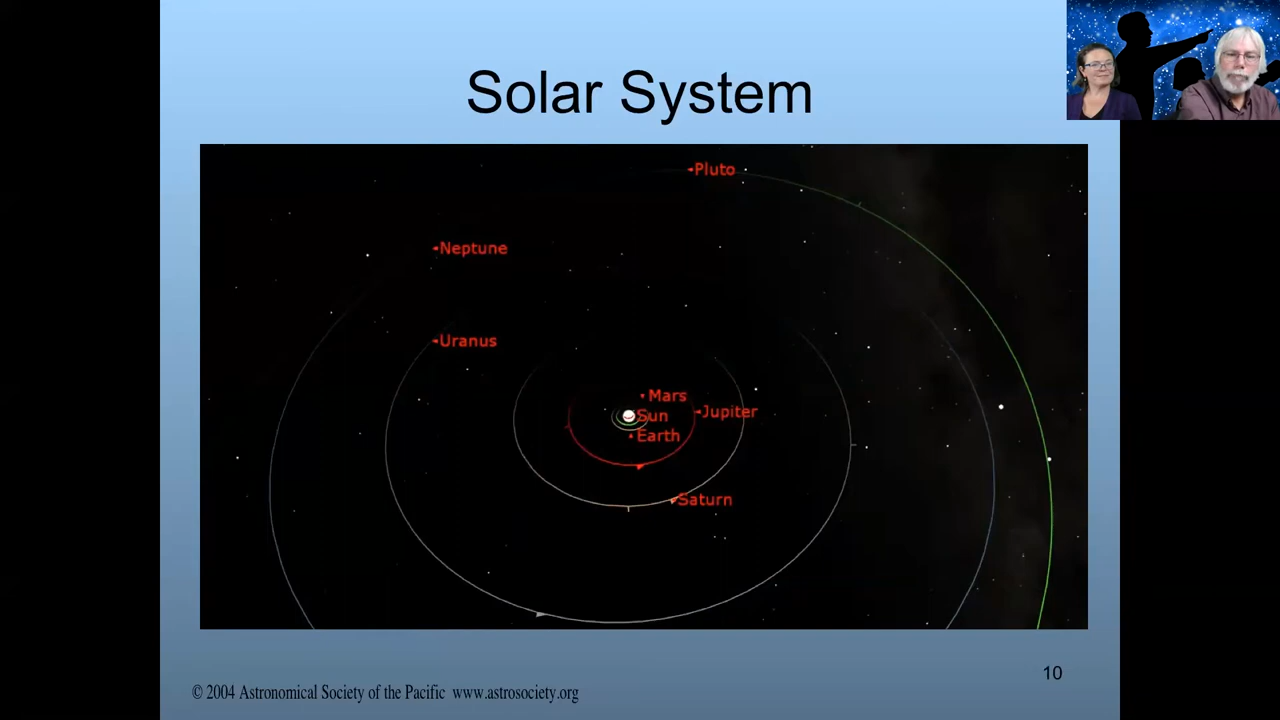 Solar System
Pluto
Neptune
Uranus
Mars
Sun
Jupiter
Earth
Saturn
10
© 2004 Astronomical Society of the Pacific www.astrosociety.org